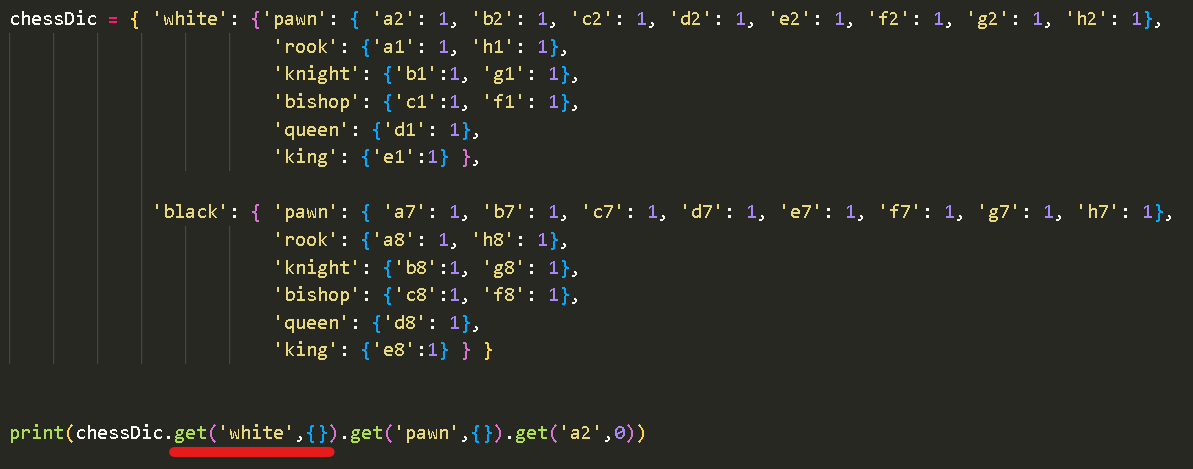 chessDic = { 'white': {'pawn': { 'a2': 1, 'b2': 1, 'c2': 1, 'd2': 1, 'e2': 1, 'f2': 1, 'g2': 1, 'h2': 1},
'rook': {'a1': 1, 'h1': 1},
'knight': {'b1':1, 'g1': 1},
'bishop': {'c1':1, 'f1': 1},
'queen': {'d1': 1},
'king': {'e1':1} },
'black': { 'pawn': { 'a7': 1, 'b7': 1, 'c7': 1, 'd7': 1, 'e7': 1, 'f7': 1, 'g7': 1, 'h7': 1},
'rook': {'a8': 1, 'h8': 1},
'knight': {'b8':1, 'g8': 1},
'bishop': {'c8':1, 'f8': 1},
'queen': {'d8': 1},
'king': {'e8':1} } }
print(chessDic.get('white',{}).get('pawn',{}).get('a2',0))